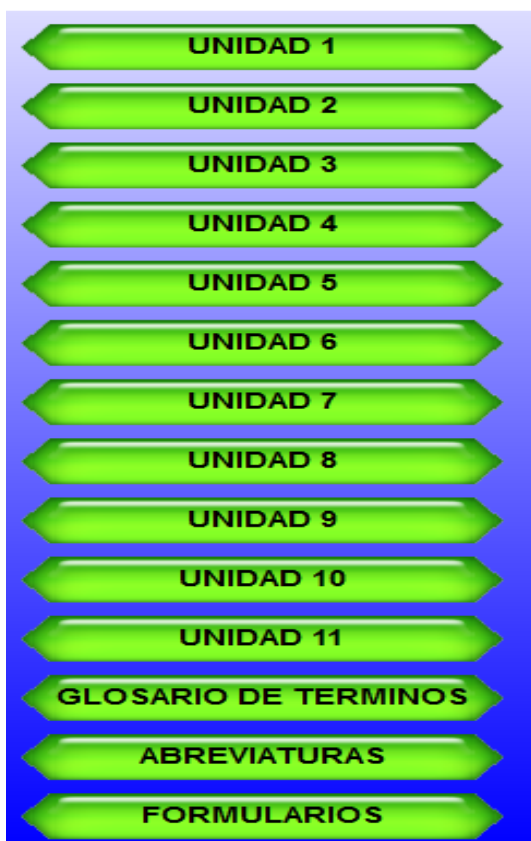 UNIDAD 1
UNIDAD 2
UNIDAD 3
UNIDAD 4
UNIDAD 5
UNIDAD 6
UNIDAD 7
UNIDAD 8
UNIDAD 9
UNIDAD 10
UNIDAD 11
GLOSARIO DE TERMINOS
ABREVIATURAS
FORMULARIOS